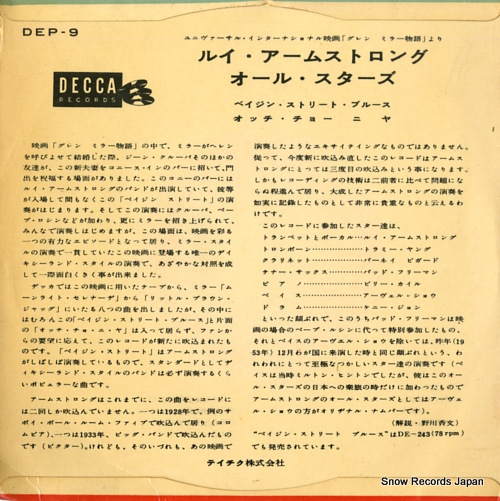 DEP-9
ユニヴァーサル・インターナショナル映画「グレン ミラー物語」より
ルイ・アームストロング
オール・スターズ
DECCA
RECORDS
ベイジン・ストリート・ブルース
オッチ・チョー ニ ヤ
映画「グレン ミラー物語」の中で、ミラーがヘレン
を呼びよせて結婚した際、ジーン・クルーパそのほかの
友達が、この新夫妻をコニース・インのバーに招いて、門
出を祝福する場面がありました。このコニーのバーには
ルイ・アームストロングのバンドが出演していて、彼等
が入場して間もなくこの「ベイジン ストリート」の演
奏がはじまります。そしてこの演奏にはクルーパ、ベー
ブ・ロシンなどが加わり、更にミラーを招き上げられて、
みんなで演奏しはじめますが、この場面は、映画を彩る
一つの有力なエピソードとなって居り、ミラー・スタイ
ルの演奏で一貫していたこの映画に登場する唯一のデイ
キシーランド・スタイルの演奏で、あざやかな対照を成
して一際面白くきく事が出来ました。
デッカではこの映画に用いたテーブから、ミラー「ム
ーンライト・セレナーデ」から「リットル・ブラウン・
ジャッグ」にいたる八つの曲を出しましたが、その中に
はむろんこの「ベイジン・ストリート・ブルース」と片面
の「オッチ・チョ・ニ・ヤ」は入って居らず、ファンか
らの要望に応えて、このレコードが新たに吹込まれたも
のです。「ベイジン・ストリート」はアームストロング
がしばしば演奏しているもので、スタンダードとしてデ
ィキシーランド・スタイルのバンドは必ず演奏するくら
いポピュラーな曲です。
アームストロングはこれまでに、この曲をレコードに
は二回しか吹込んでいません。一つは1928年で、例のサ
ボイ・ボール・ルーム・ファイブで吹込んで居り（コロ
ムビア）、一つは1933年、ビッグ・バンドで吹込んだもの
です（ビクター）。けれども、そのいづれも、あの映画で
演奏したようなエキサイテイングなものではありません。
従って、今度新に吹込み直したこのレコードはアームス
トロングにとっては三度目の吹込みという事になります。
しかもレコーディングの技術は二前者に比べて問題にな
らぬ程進んで居り、大成したアームストロングの演奏を
如実に記録したものとして非常に貴重なものと云えるわ
けです。
このレコードに参加したスター達は、
トランペットとボーカル……ルイ・アームストロング
トロンボーン……………トラミー・ヤング
クラリネット……………バーネイ ビガード
テナー・サックス………バッド・フリーマン
ピ ア ノ……………ビリー・カイル
ベ イ ス……………アーヴェル・ショウ
ド ラ ム……………ケニー・ジョン
といった顔ぶれで、このうちバッド・フリーマンは映
画の場合のベーブ・ルシンに代って特別参加したもの、
それとベイスのアーヴェル・ショウを除いては、昨年（1
953年）12月わが国に来演した時と同じ顔ぶれという、わ
れわれにとって至極なつかしいスター達の演奏です（ベ
イスは当時ミルトン・ヒントンでしたが、彼はこのオー
ル・スターズの日本への楽旅の時だけに加わったもので
アームストロングのオール・スターズとしてはアーヴェ
ル・ショウの方がオリヂナル・ナムバーです）。
（解説・野川香文）
“ベイジン・ストリート ブルース”はDE-243(78 rpm)
でも発売されています。
テイチク株式会社
Snow Records Japan